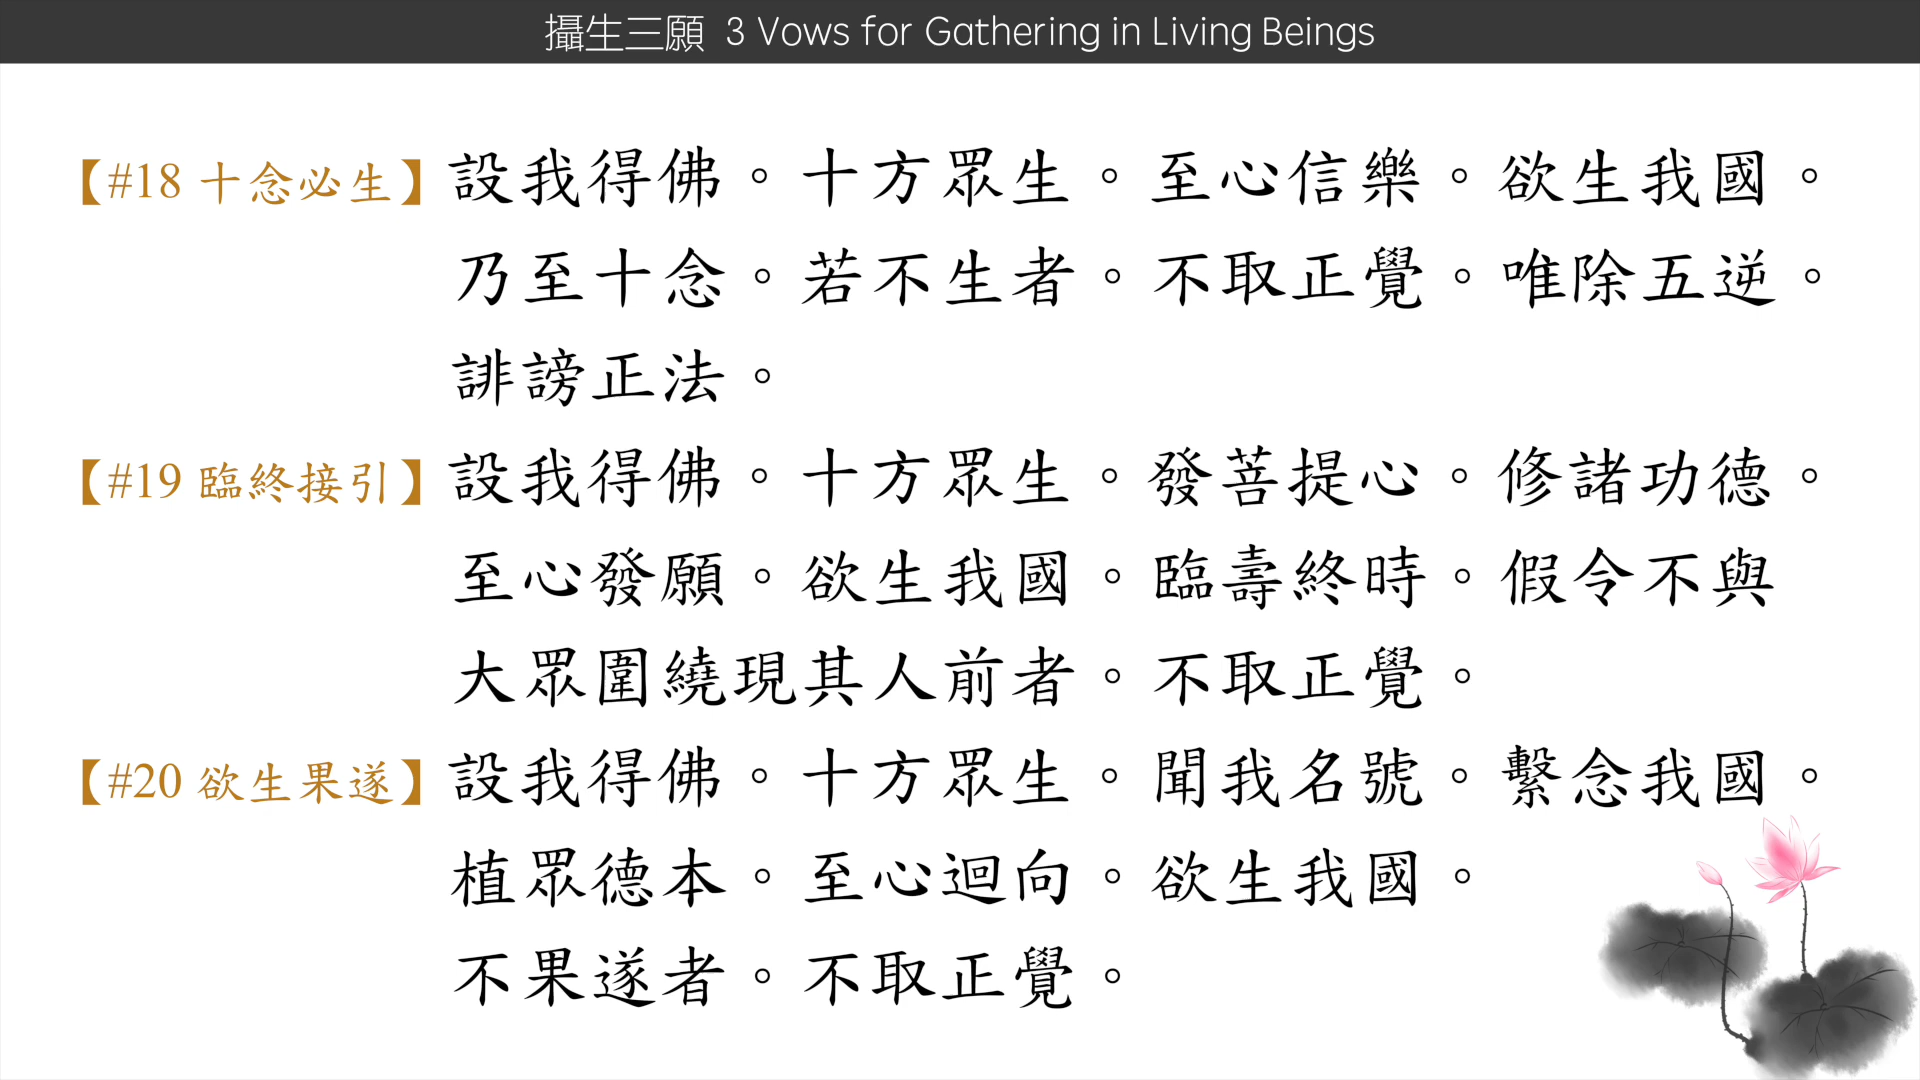 攝生三願 3 Vows for Gathering in Living Beings
【#18 十念必生】設我得佛。十方眾生。至心信樂。欲生我國。
乃至十念。若不生者。不取正覺。唯除五逆。
誹謗正法。
【#19 臨終接引】設我得佛。十方眾生。發菩提心。修諸功德。
至心發願。欲生我國。臨壽終時。假令不與
大眾圍繞現其人前者。不取正覺。
【#20 欲生果遂】設我得佛。十方眾生。聞我名號。繫念我國。
植眾德本。至心迴向。欲生我國。
不果遂者。不取正覺。